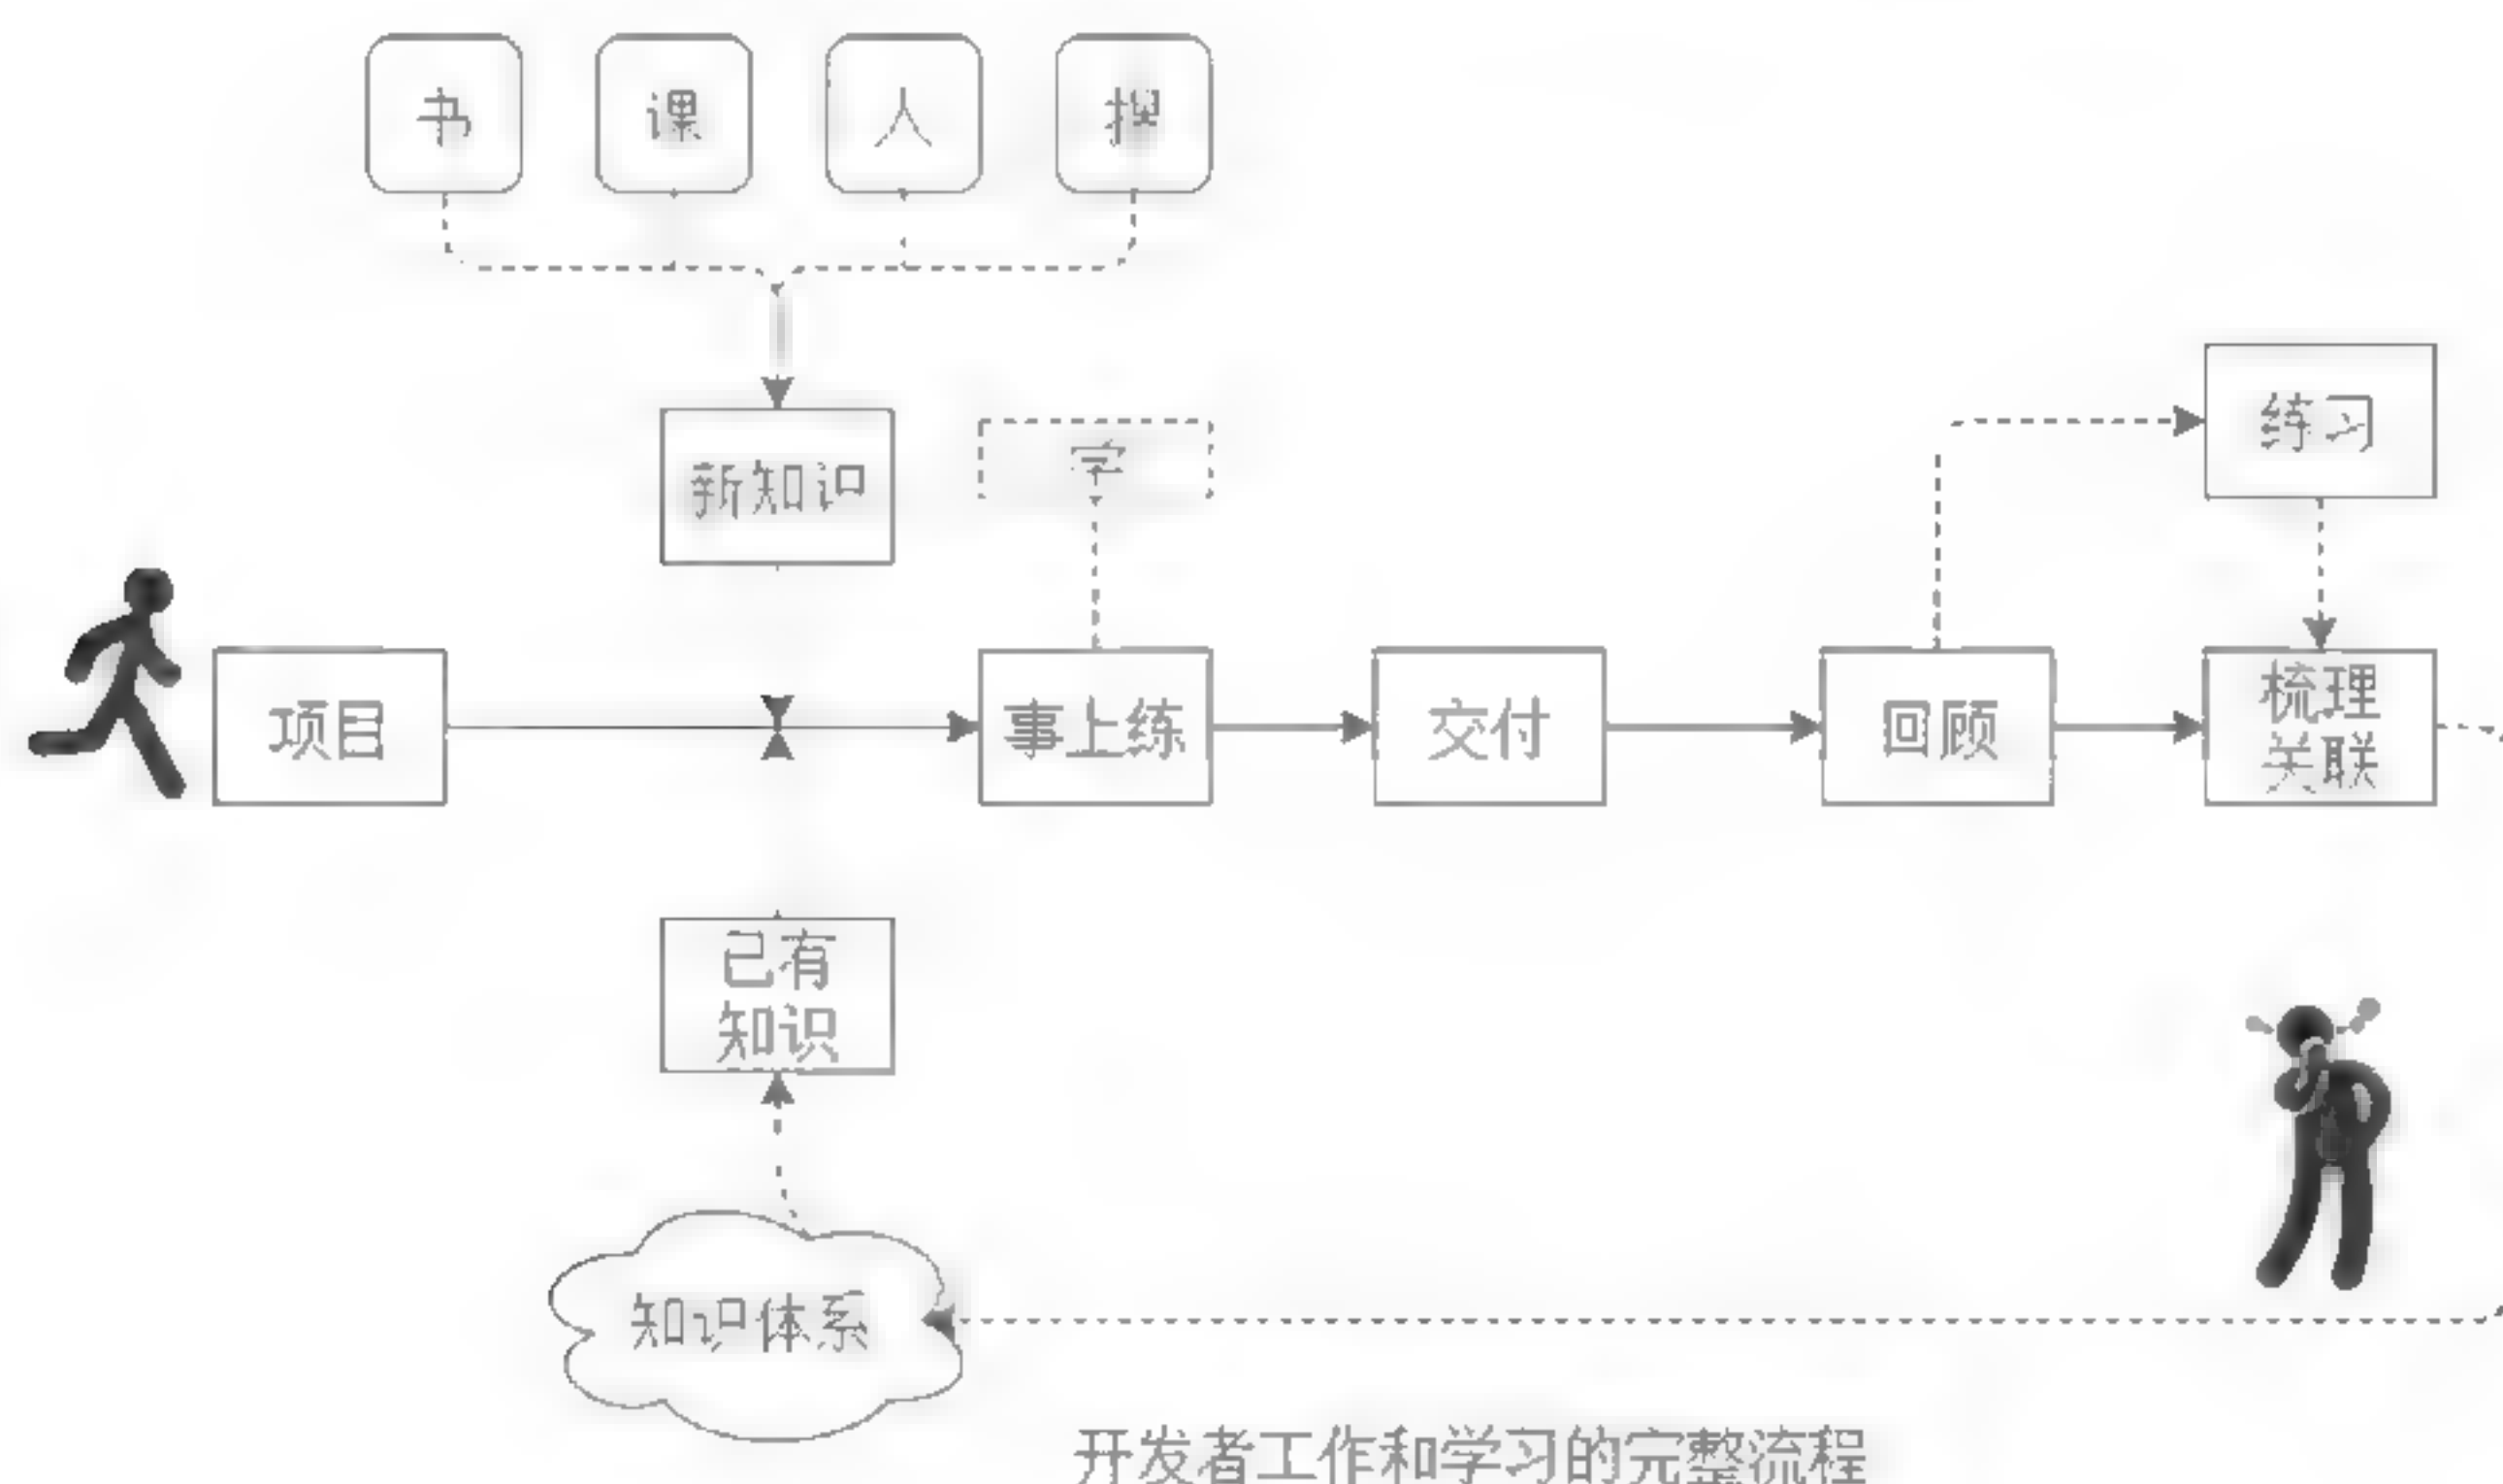 书
课
人
搜
新知识
字
练习
项目
事上练
交付
回顾
梳理
关联
已有
知识
知识体系
开发者工作和学习的完整流程